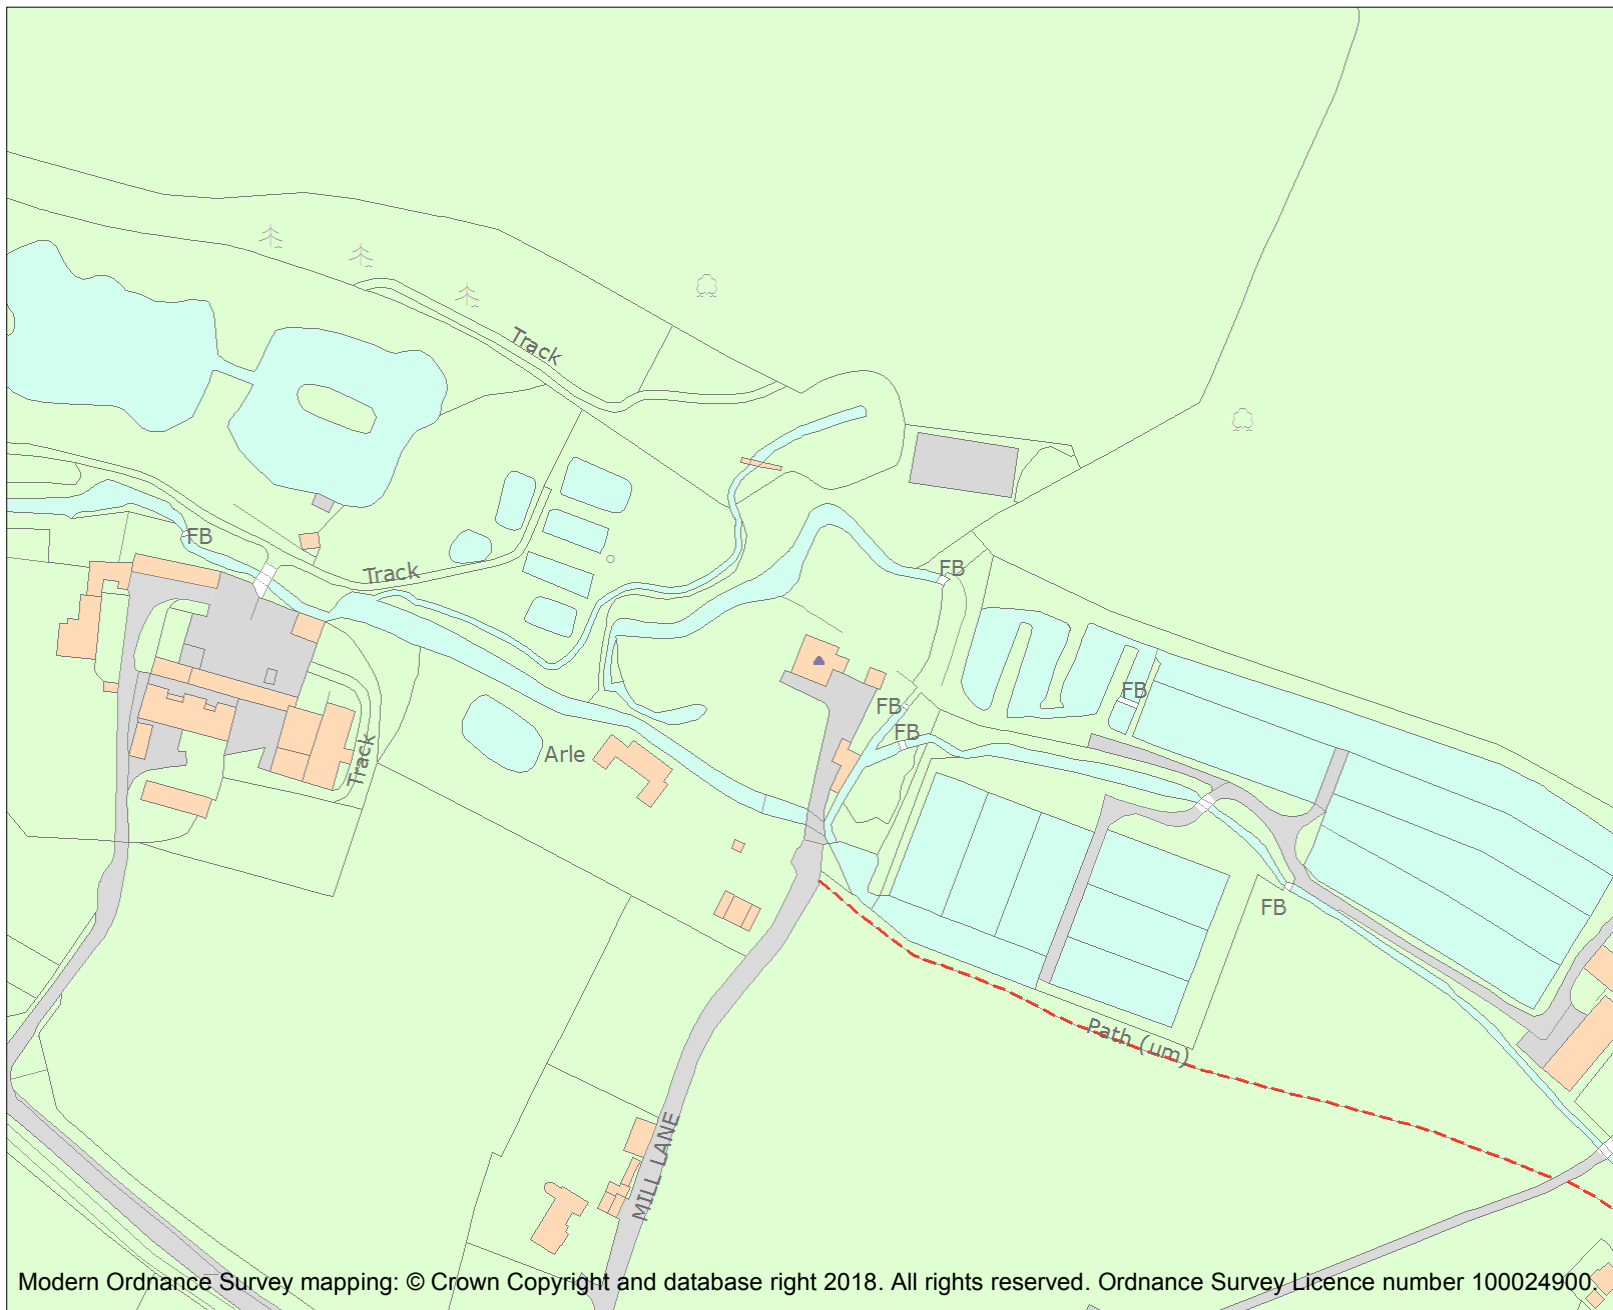 Track
FB
Track
FB
FB
FB
FB
Arle
Track
FB
Path (um)
MILL LANE
Modern Ordnance Survey mapping: © Crown Copyright and database right 2018. All rights reserved. Ordnance Survey Licence number 100024900.